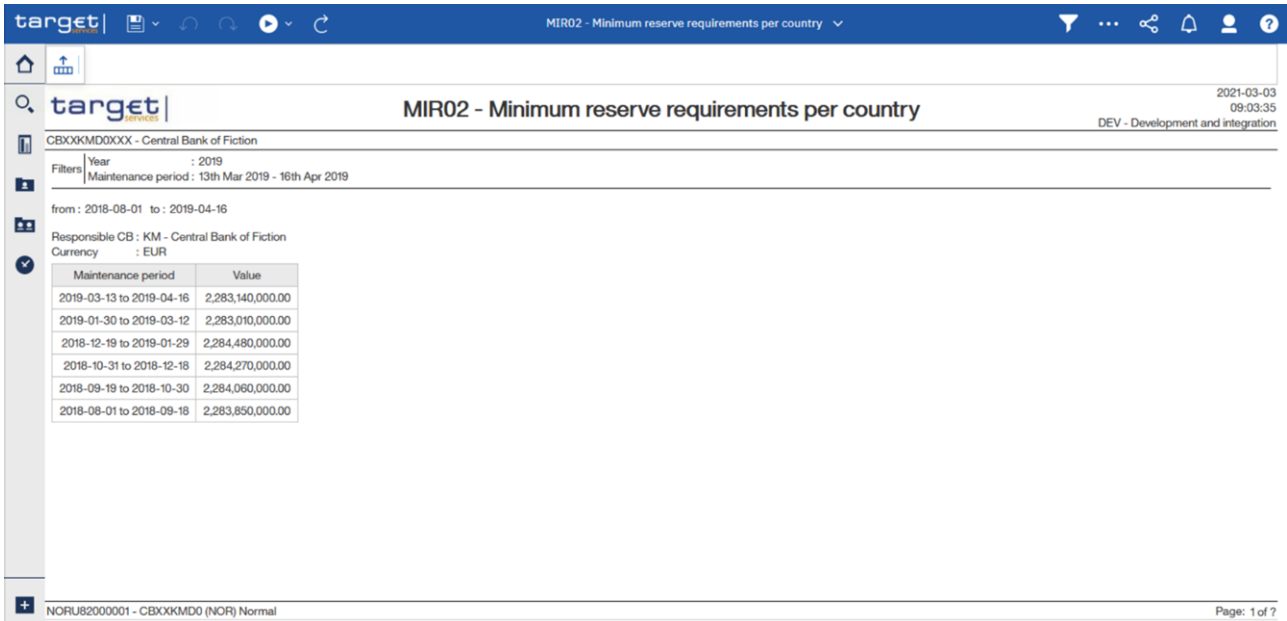 target services MIR02 - Minimum reserve requirements per country
target services MIR02 - Minimum reserve requirements per country 2021-03-03
09:03:35
DEV - Development and integration
CBXXKMD0XXX - Central Bank of Fiction
Filters Year : 2019
Maintenance period : 13th Mar 2019 - 16th Apr 2019
from : 2018-08-01 to : 2019-04-16
Responsible CB : KM - Central Bank of Fiction
Currency : EUR
Maintenance period Value
2019-03-13 to 2019-04-16 2,283,140,000.00
2019-01-30 to 2019-03-12 2,283,010,000.00
2018-12-19 to 2019-01-29 2,284,480,000.00
2018-10-31 to 2018-12-18 2,284,270,000.00
2018-09-19 to 2018-10-30 2,284,060,000.00
2018-08-01 to 2018-09-18 2,283,850,000.00
NORU82000001 - CBXXKMD0 (NOR) Normal Page: 1 of ?